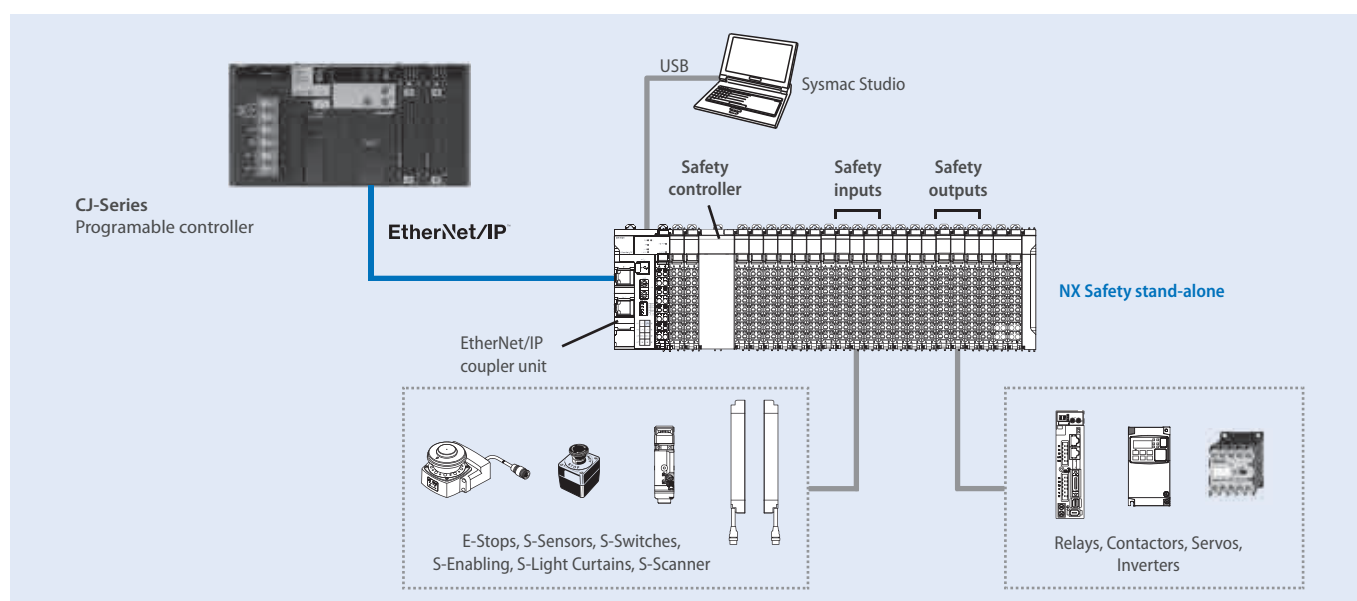 USB
Sysmac Studio
Safety
controller
Safety
inputs
Safety
outputs
CJ-Series
Programable controller
EtherNet/IP™
NX Safety stand-alone
EtherNet/IP
coupler unit
E-Stops, S-Sensors, S-Switches,
S-Enabling, S-Light Curtains, S-Scanner
Relays, Contactors, Servos,
Inverters